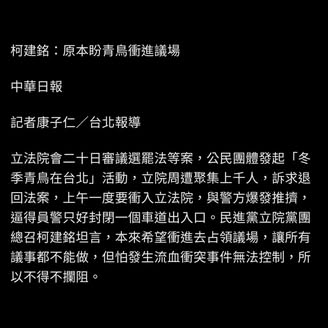 柯建銘：原本盼青鳥衝進議場
中華日報
記者康子仁／台北報導
立法院會二十日審議選罷法等案，公民團體發起「冬
季青鳥在台北」活動，立院周遭聚集上千人，訴求退
回法案，上午一度要衝入立法院，與警方爆發推擠，
逼得員警只好封閉一個車道出入口。民進黨立院黨團
總召柯建銘坦言，本來希望衝進去占領議場，讓所有
議事都不能做，但怕發生流血衝突事件無法控制，所
以不得不攔阻。